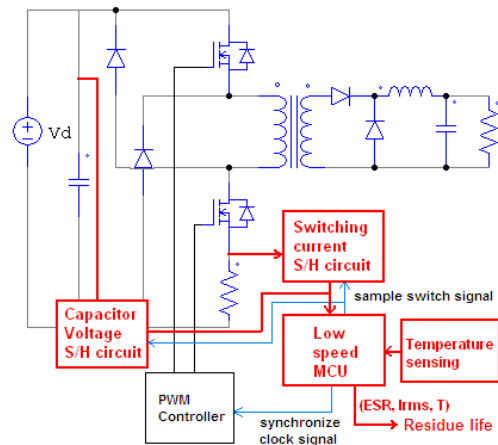 Vd
Switching
current
S/H circuit
sample switch signal
Capacitor
Voltage
S/H circuit
Low
speed
MCU
Temperature
sensing
PWM
Controller
(ESR, Irms, T)
Residue life
synchronize
clock signal